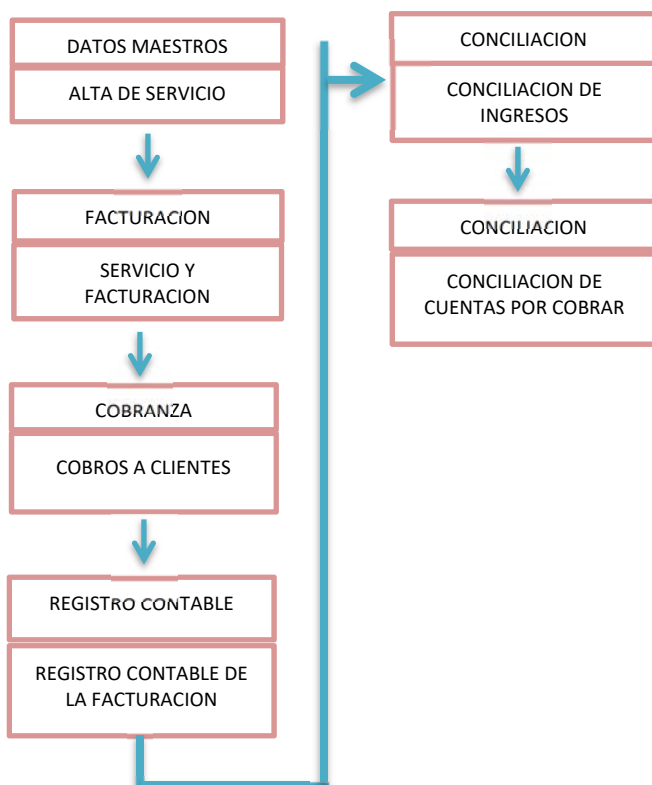 DATOS MAESTROS
ALTA DE SERVICIO
FACTURACION
SERVICIO Y
FACTURACION
COBRANZA
COBROS A CLIENTES
REGISTRO CONTABLE
REGISTRO CONTABLE DE
LA FACTURACION
CONCILIACION
CONCILIACION DE
INGRESOS
CONCILIACION
CONCILIACION DE
CUENTAS POR COBRAR